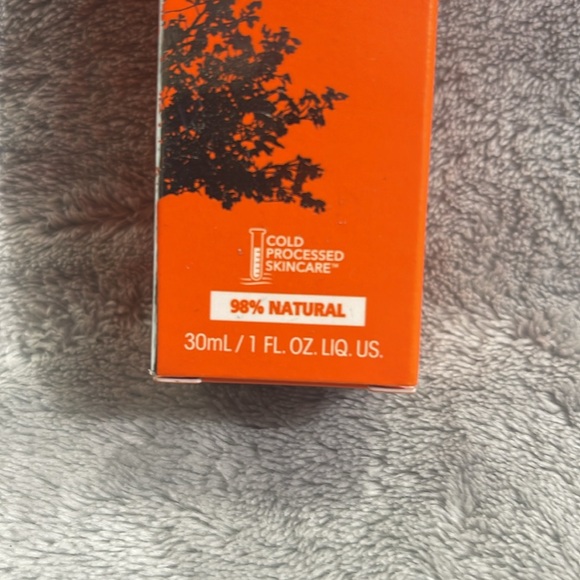 COLD
PROCESSED
SKINCARE™
98% NATURAL
30mL / 1 FL. OZ. LIQ. US.